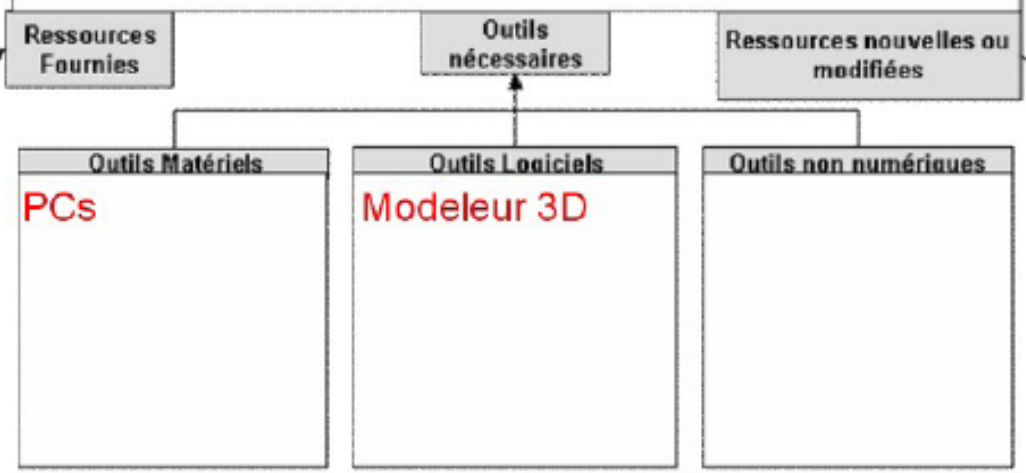 Ressources
Fournies
Outils
nécessaires
Ressources nouvelles ou
modifiées
Outils Matériels
Outils Logiciels
Outils non numériques
PCs
Modeleur 3D